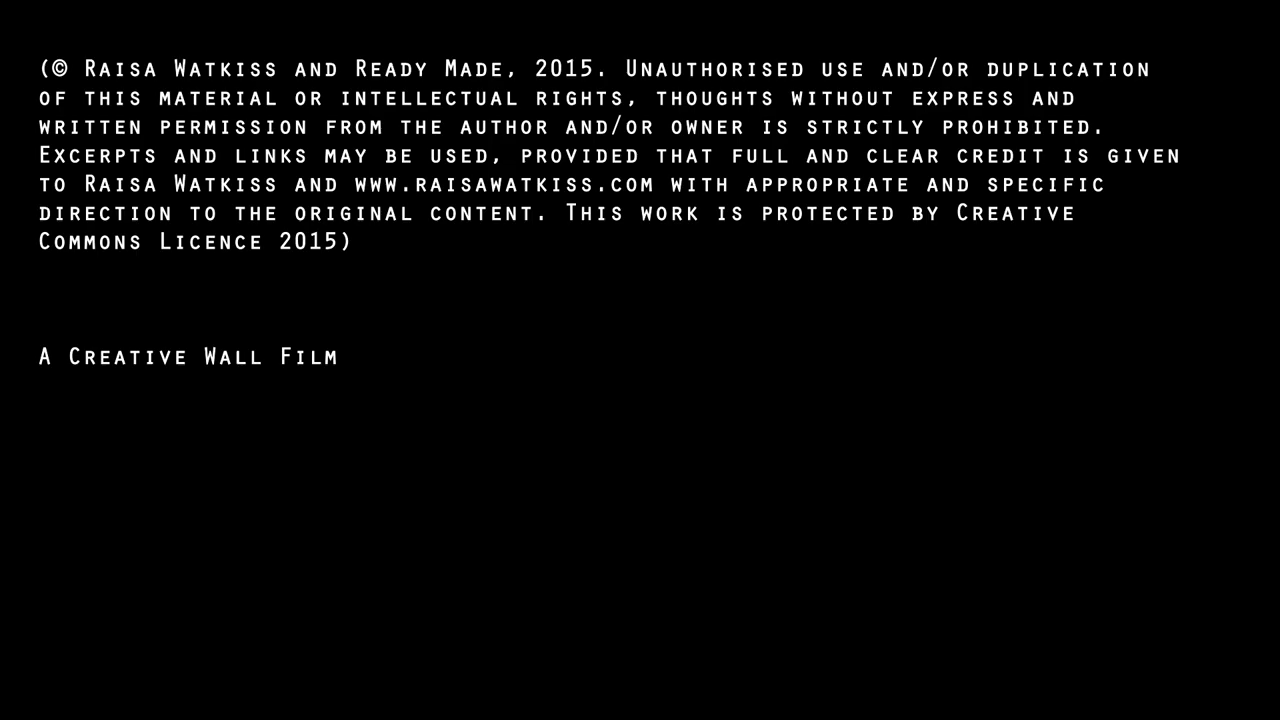 (© Raisa Watkiss and Ready Made, 2015. Unauthorised use and/or duplication
of this material or intellectual rights, thoughts without express and
written permission from the author and/or owner is strictly prohibited.
Excerpts and links may be used, provided that full and clear credit is given
to Raisa Watkiss and www.raisawatkiss.com with appropriate and specific
direction to the original content. This work is protected by Creative
Commons Licence 2015)
A Creative Wall Film